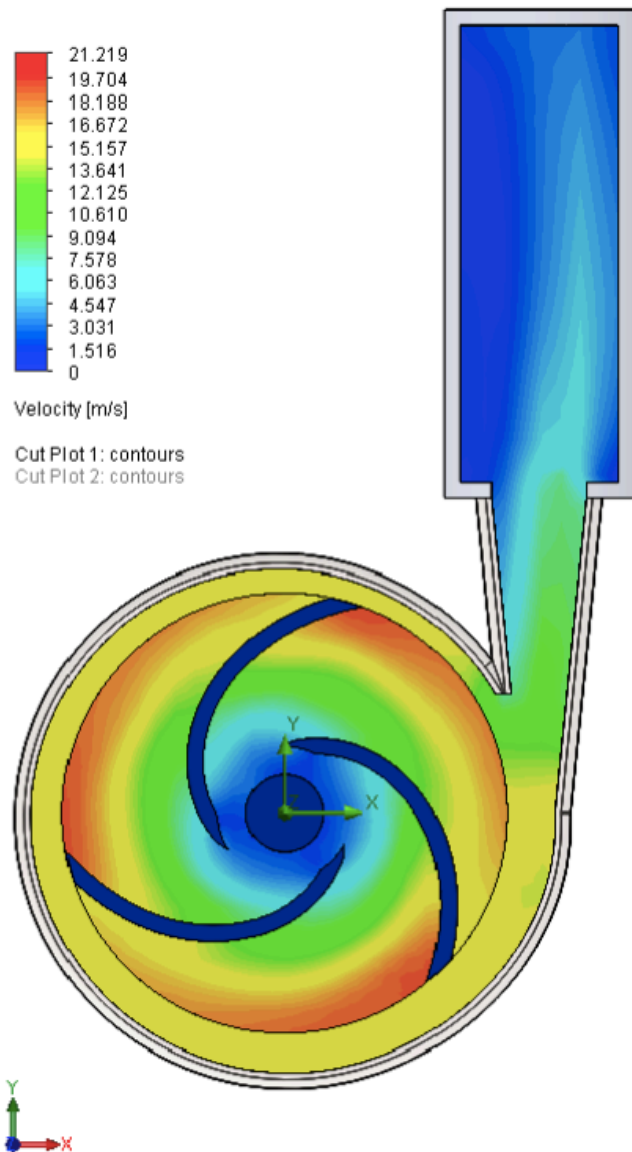 21.219
19.704
18.188
16.672
15.157
13.641
12.125
10.610
9.094
7.578
6.063
4.547
3.031
1.516
0
Velocity [m/s]
Cut Plot 1: contours
Cut Plot 2: contours
Y
X
Z
Y
X